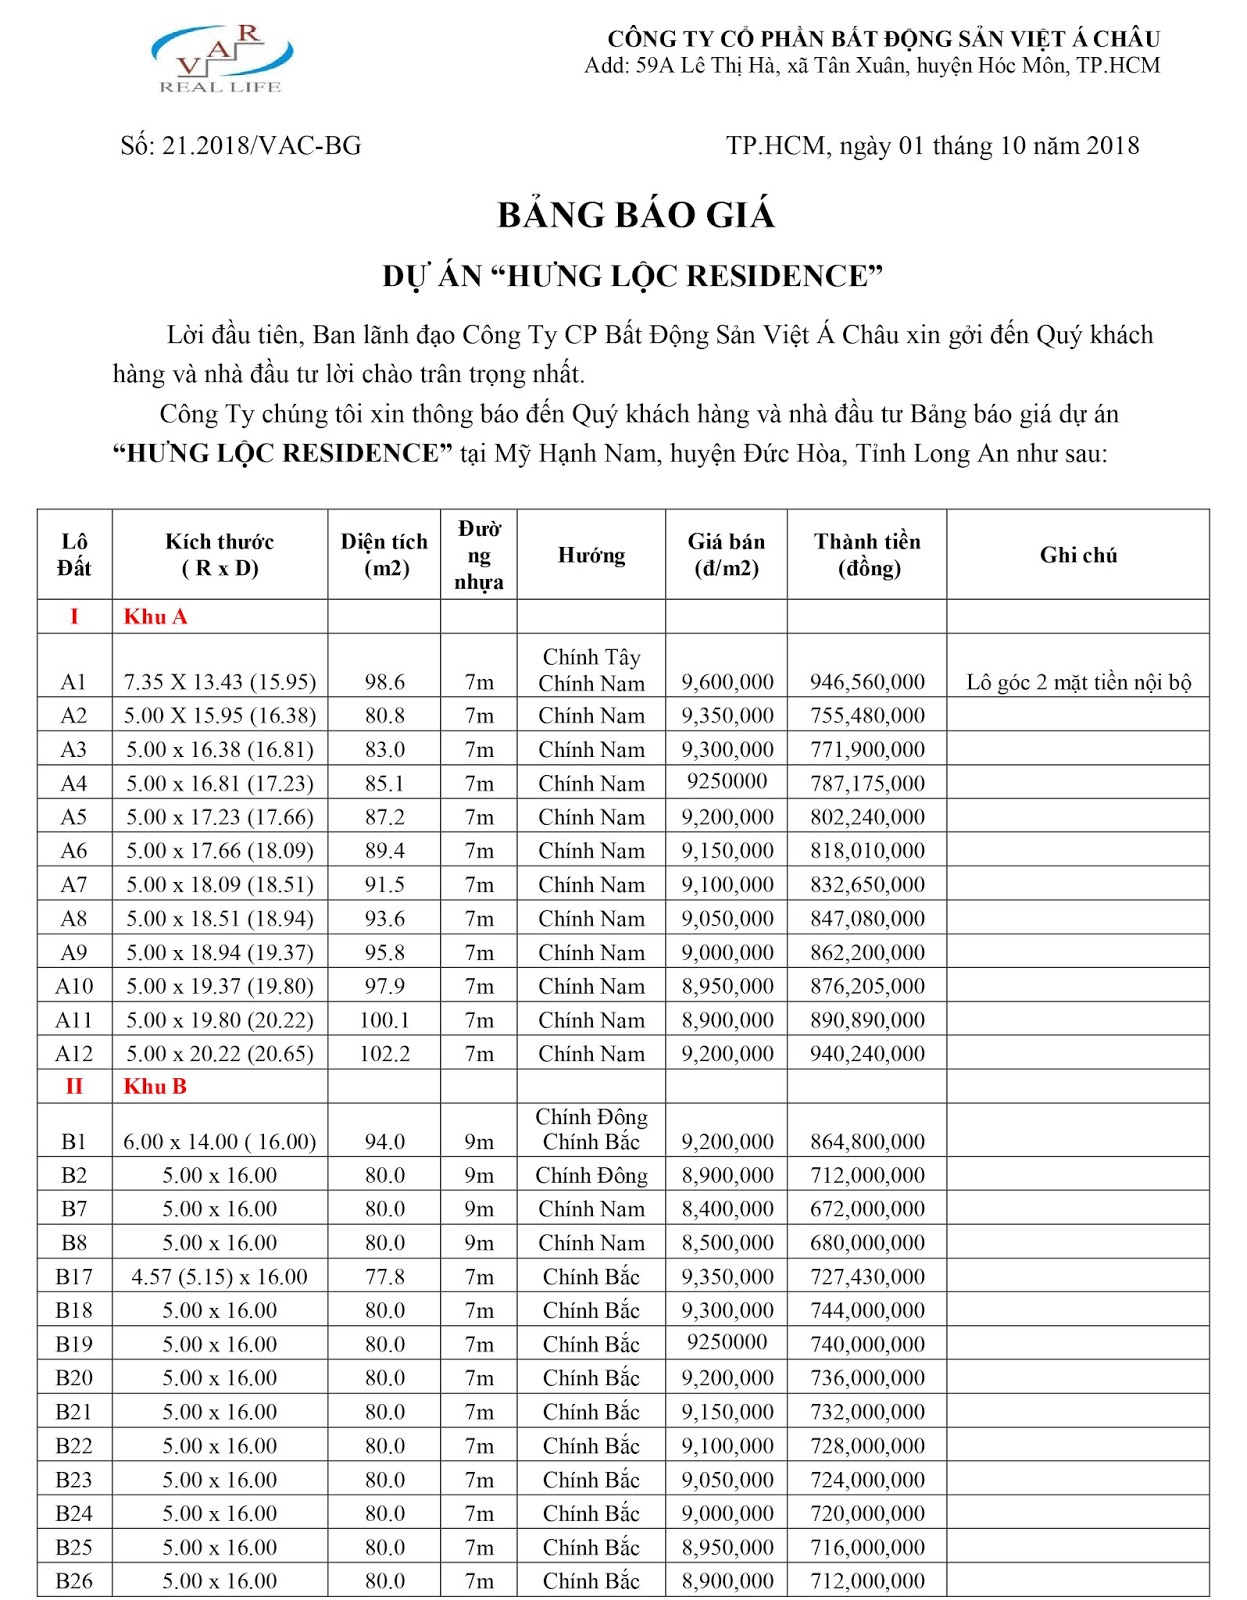 VAR
REAL LIFE
CÔNG TY CỔ PHẦN BẤT ĐỘNG SẢN VIỆT Á CHÂU
Add: 59A Lê Thị Hà, xã Tân Xuân, huyện Hóc Môn, TP.HCM
Số: 21.2018/VAC-BG
TP.HCM, ngày 01 tháng 10 năm 2018
BẢNG BÁO GIÁ
DỰ ÁN “HƯNG LỘC RESIDENCE”
Lời đầu tiên, Ban lãnh đạo Công Ty CP Bất Động Sản Việt Á Châu xin gởi đến Quý khách
hàng và nhà đầu tư lời chào trân trọng nhất.
Công Ty chúng tôi xin thông báo đến Quý khách hàng và nhà đầu tư Bảng báo giá dự án
“HƯNG LỘC RESIDENCE” tại Mỹ Hạnh Nam, huyện Đức Hòa, Tỉnh Long An như sau:
Lô Đất | Kích thước ( R x D) | Diện tích (m2) | Đườ ng nhựa | Hướng | Giá bán (đ/m2) | Thành tiền (đồng) | Ghi chú
I Khu A
A1 7.35 X 13.43 (15.95) 98.6 7m Chính Tây Chính Nam 9,600,000 946,560,000 Lô góc 2 mặt tiền nội bộ
A2 5.00 X 15.95 (16.38) 80.8 7m Chính Nam 9,350,000 755,480,000
A3 5.00 x 16.38 (16.81) 83.0 7m Chính Nam 9,300,000 771,900,000
A4 5.00 x 16.81 (17.23) 85.1 7m Chính Nam 9250000 787,175,000
A5 5.00 x 17.23 (17.66) 87.2 7m Chính Nam 9,200,000 802,240,000
A6 5.00 x 17.66 (18.09) 89.4 7m Chính Nam 9,150,000 818,010,000
A7 5.00 x 18.09 (18.51) 91.5 7m Chính Nam 9,100,000 832,650,000
A8 5.00 x 18.51 (18.94) 93.6 7m Chính Nam 9,050,000 847,080,000
A9 5.00 x 18.94 (19.37) 95.8 7m Chính Nam 9,000,000 862,200,000
A10 5.00 x 19.37 (19.80) 97.9 7m Chính Nam 8,950,000 876,205,000
A11 5.00 x 19.80 (20.22) 100.1 7m Chính Nam 8,900,000 890,890,000
A12 5.00 x 20.22 (20.65) 102.2 7m Chính Nam 9,200,000 940,240,000
II Khu B
B1 6.00 x 14.00 ( 16.00) 94.0 9m Chính Đông Chính Bắc 9,200,000 864,800,000
B2 5.00 x 16.00 80.0 9m Chính Đông 8,900,000 712,000,000
B7 5.00 x 16.00 80.0 9m Chính Nam 8,400,000 672,000,000
B8 5.00 x 16.00 80.0 9m Chính Nam 8,500,000 680,000,000
B17 4.57 (5.15) x 16.00 77.8 7m Chính Bắc 9,350,000 727,430,000
B18 5.00 x 16.00 80.0 7m Chính Bắc 9,300,000 744,000,000
B19 5.00 x 16.00 80.0 7m Chính Bắc 9250000 740,000,000
B20 5.00 x 16.00 80.0 7m Chính Bắc 9,200,000 736,000,000
B21 5.00 x 16.00 80.0 7m Chính Bắc 9,150,000 732,000,000
B22 5.00 x 16.00 80.0 7m Chính Bắc 9,100,000 728,000,000
B23 5.00 x 16.00 80.0 7m Chính Bắc 9,050,000 724,000,000
B24 5.00 x 16.00 80.0 7m Chính Bắc 9,000,000 720,000,000
B25 5.00 x 16.00 80.0 7m Chính Bắc 8,950,000 716,000,000
B26 5.00 x 16.00 80.0 7m Chính Bắc 8,900,000 712,000,000